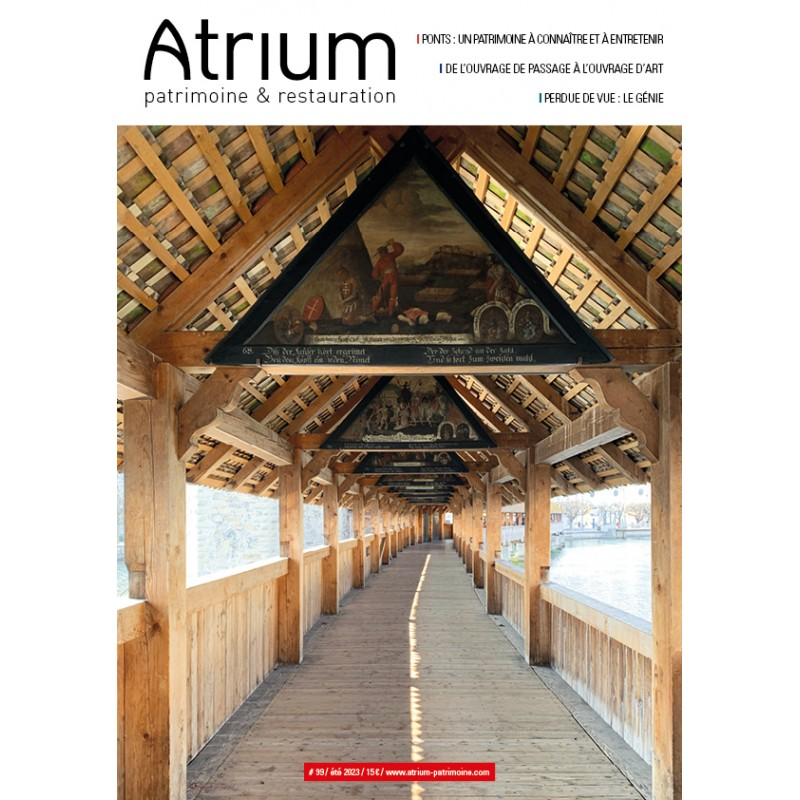 Atrium
patrimoine & restauration
PONTS : UN PATRIMOINE À CONNAÎTRE ET À ENTRETENIR
DE L'OUVRAGE DE PASSAGE À L'OUVRAGE D'ART
PERDUE DE VUE : LE GÉNIE
68.
# 99 / été 2023 / 15€ / www.atrium-patrimoine.com